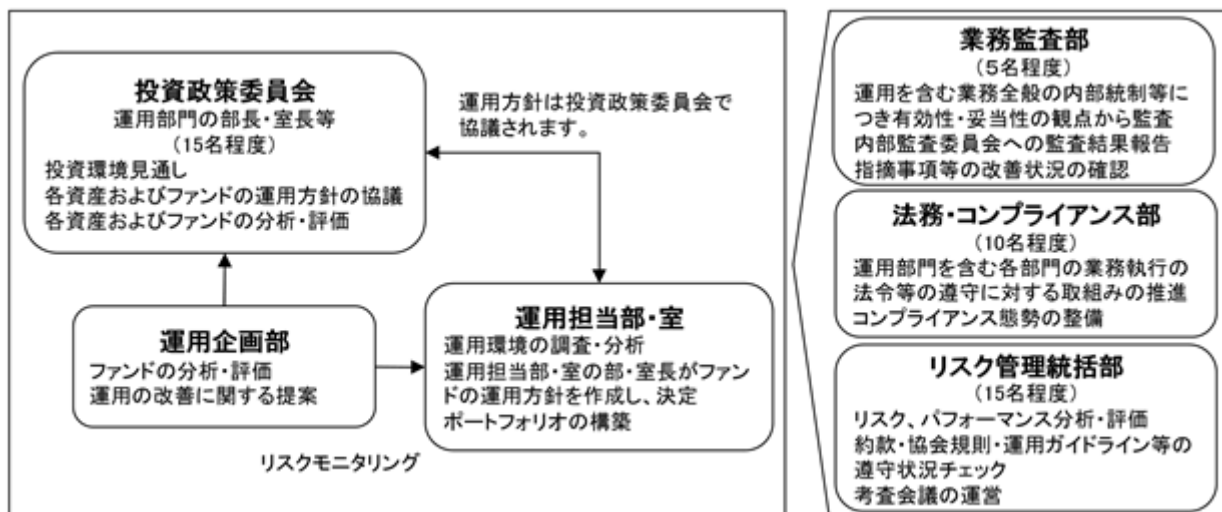 投資政策委員会
運用部門の部長・室長等
(15名程度)
投資環境見通し
各資産およびファンドの運用方針の協議
各資産およびファンドの分析・評価
運用方針は投資政策委員会で
協議されます。
運用企画部
ファンドの分析・評価
運用の改善に関する提案
運用担当部・室
運用環境の調査・分析
運用担当部・室の部・室長がファン
ドの運用方針を作成し、決定
ポートフォリオの構築
リスクモニタリング
業務監査部
(5名程度)
運用を含む業務全般の内部統制等に
つき有効性・妥当性の観点から監査
内部監査委員会への監査結果報告
指摘事項等の改善状況の確認
法務・コンプライアンス部
(10名程度)
運用部門を含む各部門の業務執行の
法令等の遵守に対する取組みの推進
コンプライアンス態勢の整備
リスク管理統括部
(15名程度)
リスク、パフォーマンス分析・評価
約款・協会規則・運用ガイドライン等の
遵守状況チェック
考査会議の運営